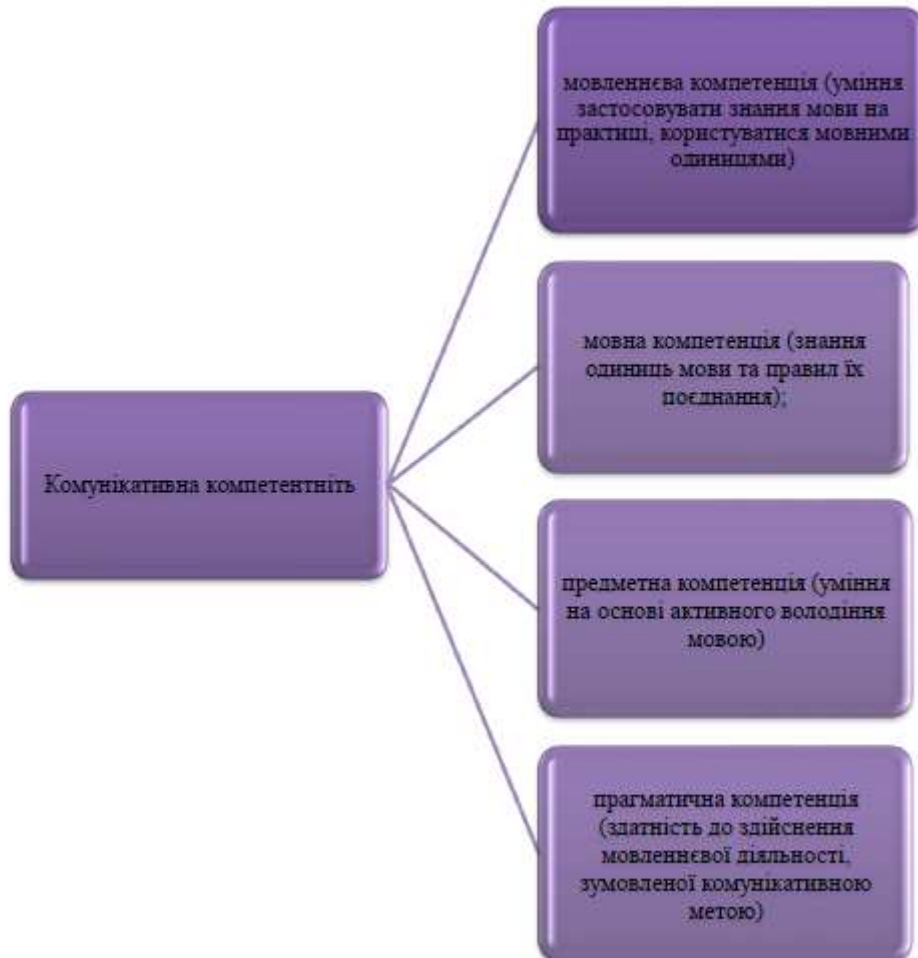 мовленнєва компетенція (уміння
застосовувати знання мови на
практиці, користуватися мовними
одиницями)
мовна компетенція (знання
одиниць мови та правил їх
поєднання);
Комунікативна компетентніть
предметна компетенція (уміння
на основі активного володіння
мовою)
прагматична компетенція
(здатність до здійснення
мовленнєвої діяльності,
зумовленої комунікативною
метою)